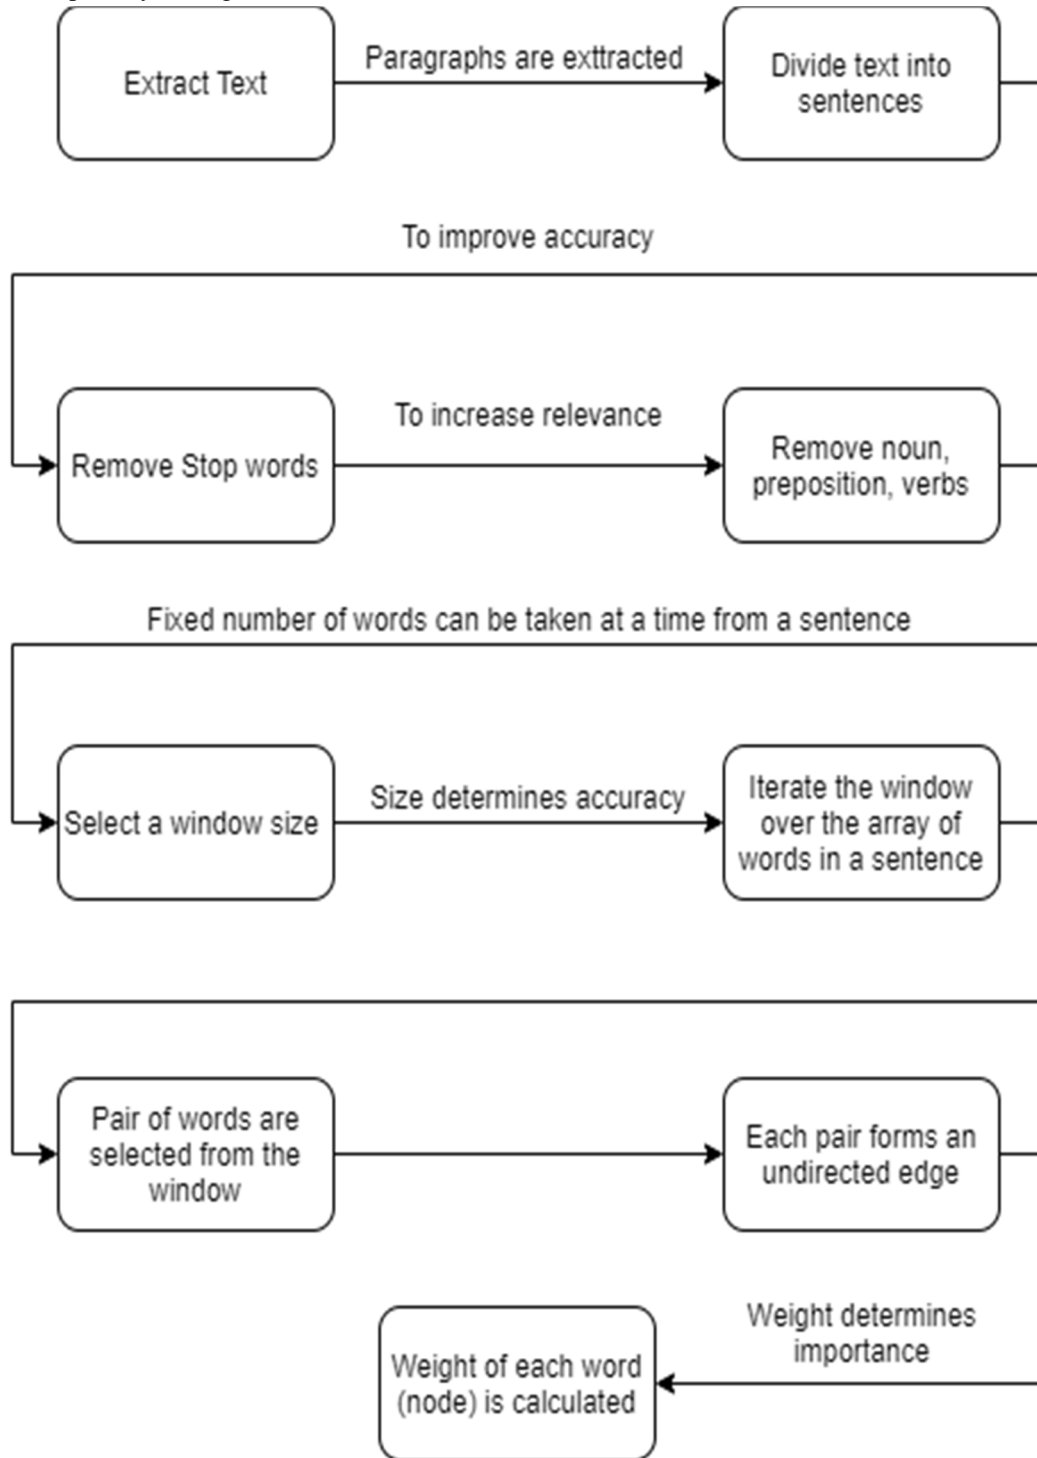 Extract Text
Paragraphs are exttracted
Divide text into
sentences
To improve accuracy
Remove Stop words
To increase relevance
Remove noun,
preposition, verbs
Fixed number of words can be taken at a time from a sentence
Select a window size
Size determines accuracy
Iterate the window
over the array of
words in a sentence
Pair of words are
selected from the
window
Each pair forms an
undirected edge
Weight determines
importance
Weight of each word
(node) is calculated